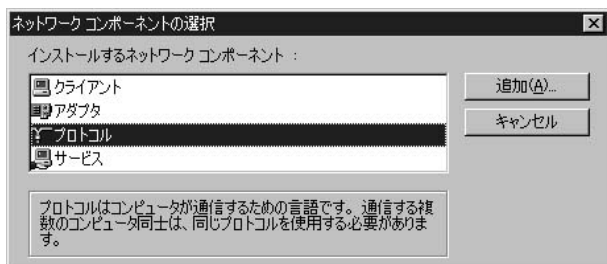 ネットワーク コンポーネントの選択
インストールするネットワーク コンポーネント :
クライアント
アダプタ
プロトコル
サービス
追加(A)...
キャンセル
プロトコルはコンピュータが通信するための言語です。通信する複
数のコンピュータ同士は、同じプロトコルを使用する必要がありま
す。